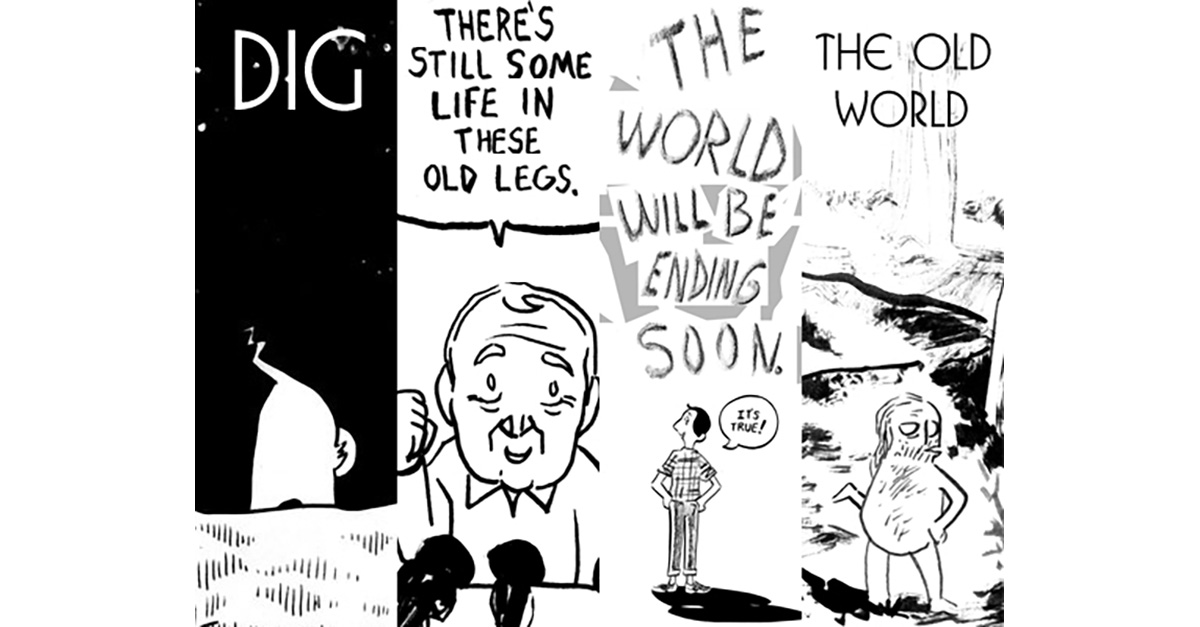 DIG
THERE'S
STILL SOME
LIFE IN
THESE
OLD LEGS.
THE
WORLD
WILL BE
ENDING
SOON.
IT'S
TRUE!
THE OLD
WORLD